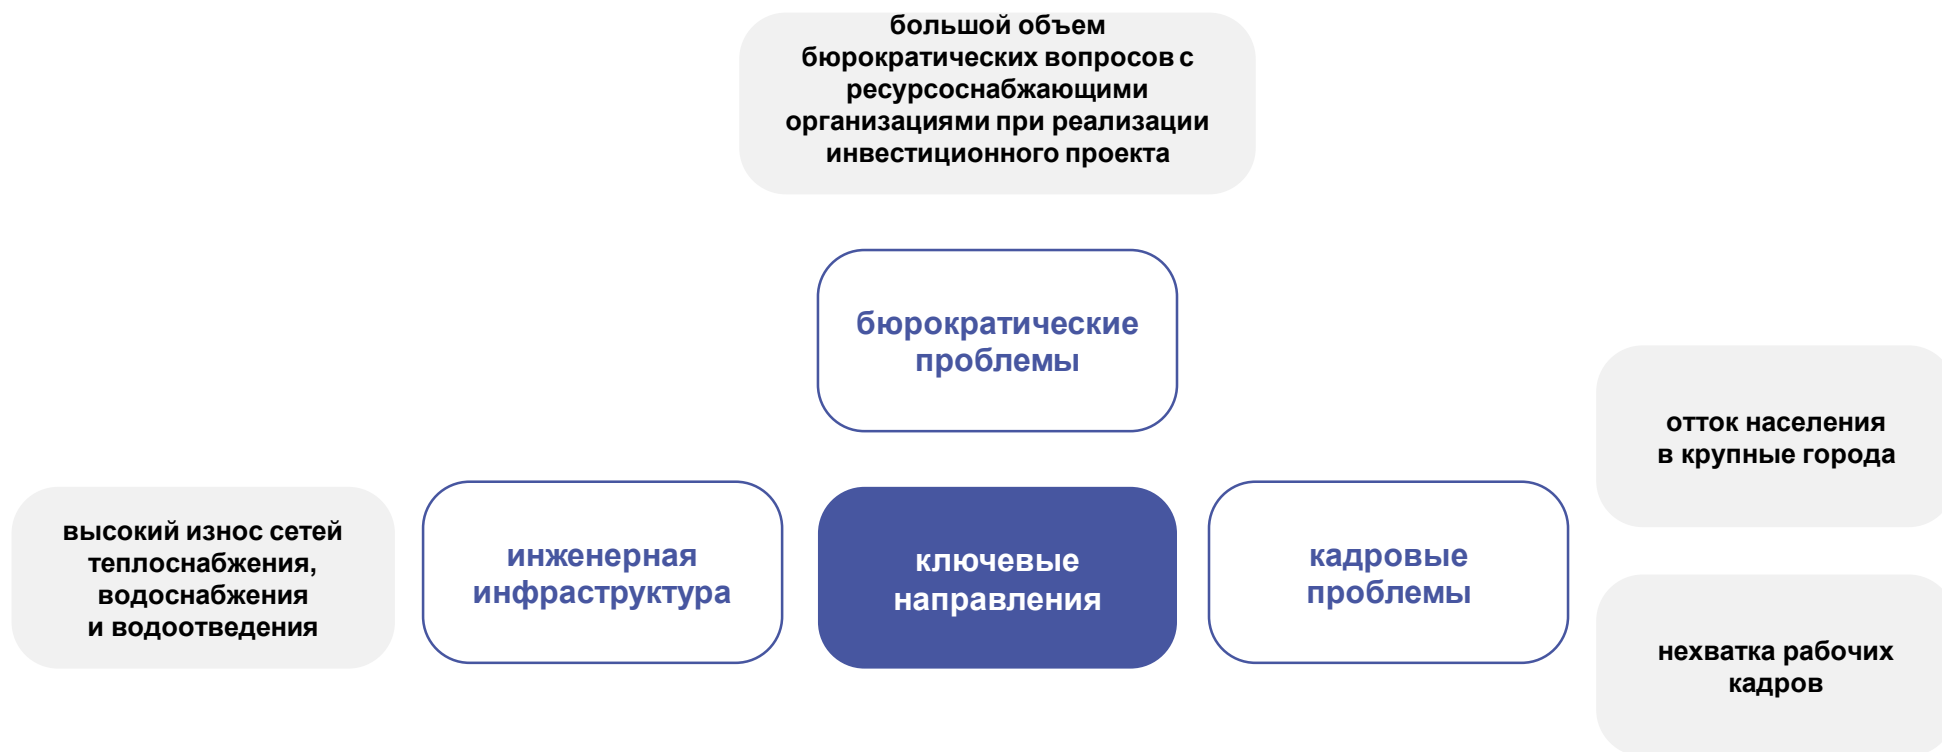 большой объем
бюрократических вопросов с
ресурсоснабжающими
организациями при реализации
инвестиционного проекта
бюрократические
проблемы
высокий износ сетей
теплоснабжения,
водоснабжения
и водоотведения
инженерная
инфраструктура
ключевые
направления
кадровые
проблемы
отток населения
в крупные города
нехватка рабочих
кадров